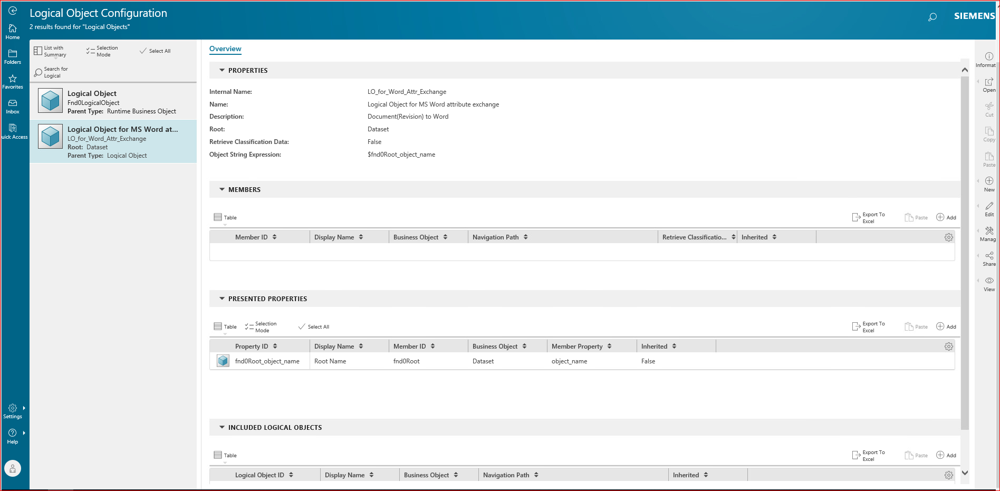 Logical Object Configuration
2 results found for "Logical Objects"
SIEMENS
Home
Folders
Favorites
Inbox
uick Access
Settings
Help
List with
Summary
Selection
Mode
Select All
Search for
Logical
Logical Object
Fnd0LogicalObject
Parent Type: Runtime Business Object
Logical Object for MS Word at...
LO_for_Word_Attr_Exchange
Root: Dataset
Parent Type: Logical Object
Overview
PROPERTIES
Internal Name: LO_for_Word_Attr_Exchange
Name: Logical Object for MS Word attribute exchange
Description: Document(Revision) to Word
Root: Dataset
Retrieve Classification Data: False
Object String Expression: $fnd0Root_object_name
MEMBERS
Table
Export To
Excel
Paste
Add
Member ID Display Name Business Object Navigation Path Retrieve Classificatio... Inherited
PRESENTED PROPERTIES
Table
Selection
Mode
Select All
Export To
Excel
Paste
Add
Property ID Display Name Member ID Business Object Member Property Inherited
fnd0Root_object_name Root Name fnd0Root Dataset object_name False
INCLUDED LOGICAL OBJECTS
Table
Export To
Excel
Paste
Add
Logical Object ID Display Name Business Object Navigation Path Inherited
Informat
Open
Cut
Copy
Paste
New
Edit
Manag
Share
View